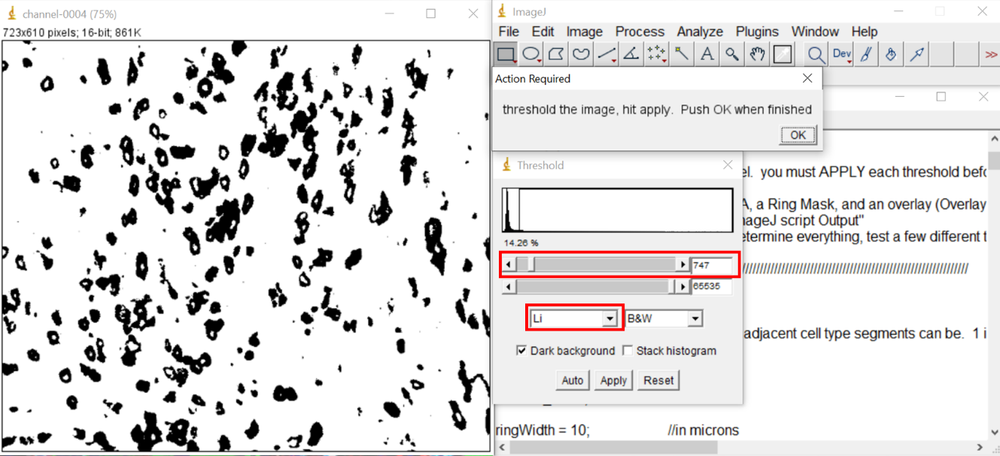 channel-0004 (75%)
723x610 pixels; 16-bit; 861K
ImageJ
File Edit Image Process Analyze Plugins Window Help
A Dev >>
Action Required
threshold the image, hit apply. Push OK when finished
OK
Threshold
14.26 %
747
65535
Li B&W
Dark background Stack histogram
Auto Apply Reset
el. you must APPLY each threshold befo
A, a Ring Mask, and an overlay (Overlay
nageJ script Output"
etermine everything, test a few different t
adjacent cell type segments can be. 1 i
ringWidth = 10; //in microns